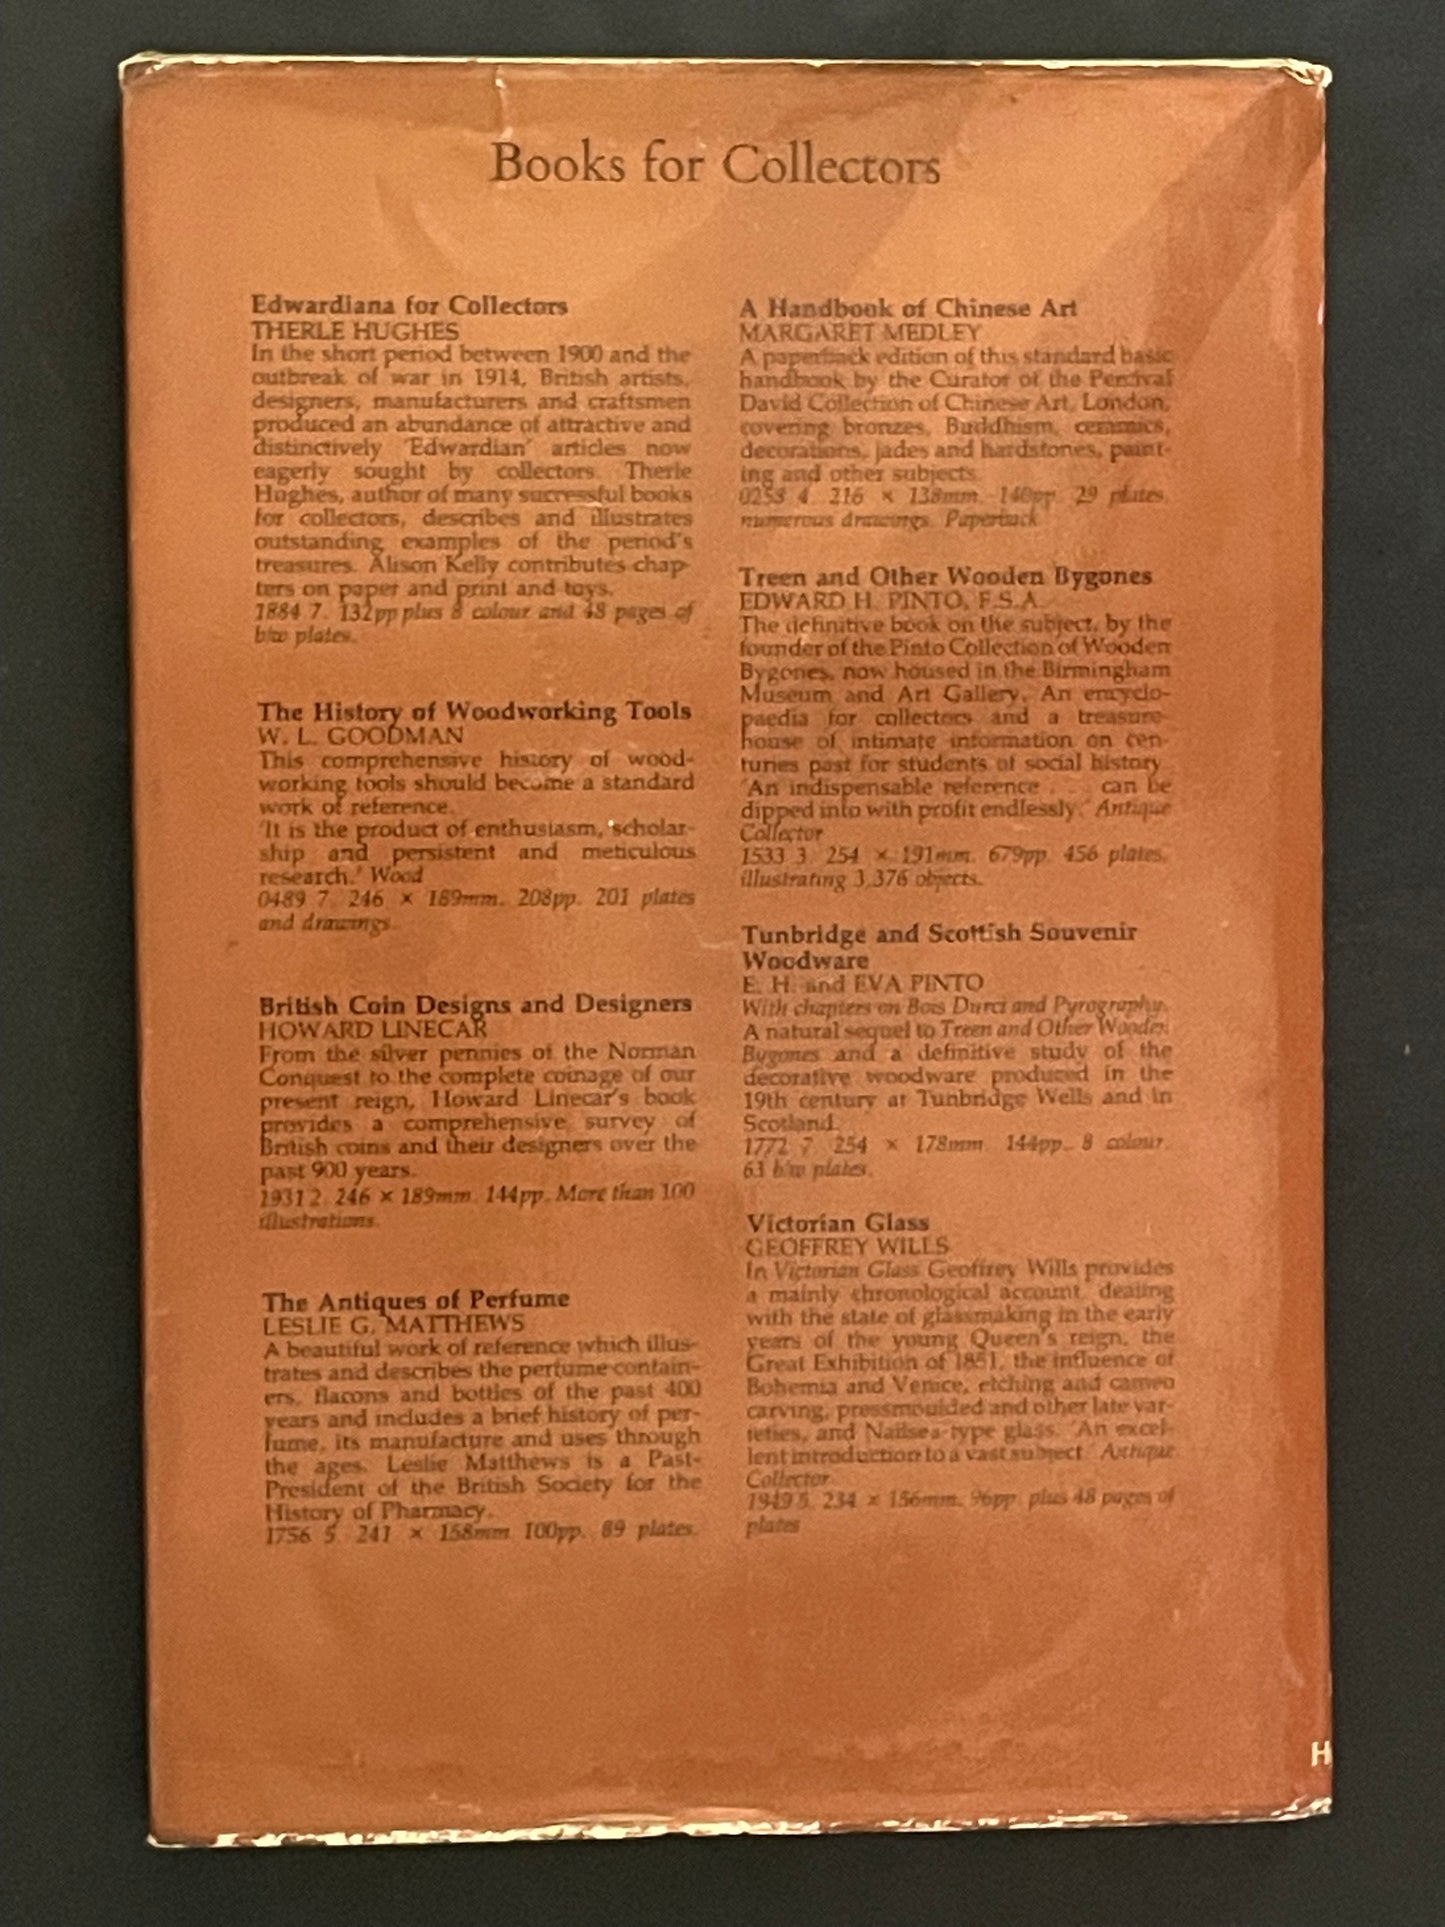 Books for Collectors
Edwardiana for Collectors
THERLE HUGHES
In the short period between 1900 and the
outbreak of war in 1914, British artists,
designers, manufacturers and craftsmen
produced an abundance of attractive and
distinctively 'Edwardian' articles now
eagerly sought by collectors. Therle
Hughes, author of many successful books
for collectors, describes and illustrates
outstanding examples of the period's
treasures. Alison Kelly contributes chap-
ters on paper and print and toys.
1884 7. 132pp plus 8 colour and 48 pages of
b/w plates.
The History of Woodworking Tools
W. L. GOODMAN
This comprehensive history of wood-
working tools should become a standard
work of reference.
'It is the product of enthusiasm, scholar-
ship and persistent and meticulous
research.' Wood
0489 7. 246 × 189mm. 208pp. 201 plates
and drawings.
British Coin Designs and Designers
HOWARD LINECAR
From the silver pennies of the Norman
Conquest to the complete coinage of our
present reign, Howard Linecar's book
provides a comprehensive survey of
British coins and their designers over the
past 900 years.
1931 2. 246 × 189mm. 144pp. More than 100
illustrations.
The Antiques of Perfume
LESLIE G. MATTHEWS
A beautiful work of reference which illus-
trates and describes the perfume contain-
ers, flacons and bottles of the past 400
years and includes a brief history of per-
fume, its manufacture and uses through
the ages. Leslie Matthews is a Past-
President of the British Society for the
History of Pharmacy.
1756 5. 241 × 158mm. 100pp. 89 plates.
A Handbook of Chinese Art
MARGARET MEDLEY
A paperback edition of this standard basic
handbook by the Curator of the Percival
David Collection of Chinese Art, London,
covering bronzes, Buddhism, ceramics,
decorations, jades and hardstones, paint-
ing and other subjects.
0253 4. 216 × 138mm. 140pp. 29 plates,
numerous drawings. Paperback
Treen and Other Wooden Bygones
EDWARD H. PINTO, F.S.A.
The definitive book on the subject, by the
founder of the Pinto Collection of Wooden
Bygones, now housed in the Birmingham
Museum and Art Gallery. An encyclo-
paedia for collectors and a treasure-
house of intimate information on cen-
turies past for students of social history.
'An indispensable reference . . . can be
dipped into with profit endlessly.' Antique
Collector
1533 3. 254 × 191mm. 679pp. 456 plates,
illustrating 3,376 objects.
Tunbridge and Scottish Souvenir
Woodware
E. H. and EVA PINTO
With chapters on Bois Durci and Pyrography.
A natural sequel to Treen and Other Wooden
Bygones and a definitive study of the
decorative woodware produced in the
19th century at Tunbridge Wells and in
Scotland.
1772 7. 254 × 178mm. 144pp. 8 colour,
63 b/w plates.
Victorian Glass
GEOFFREY WILLS
In Victorian Glass Geoffrey Wills provides
a mainly chronological account, dealing
with the state of glassmaking in the early
years of the young Queen's reign, the
Great Exhibition of 1851, the influence of
Bohemia and Venice, etching and cameo
carving, pressmoulded and other late var-
ieties, and Nailsea-type glass. 'An excel-
lent introduction to a vast subject.' Antique
Collector
1949 5. 234 × 156mm. 96pp. plus 48 pages of
plates
H